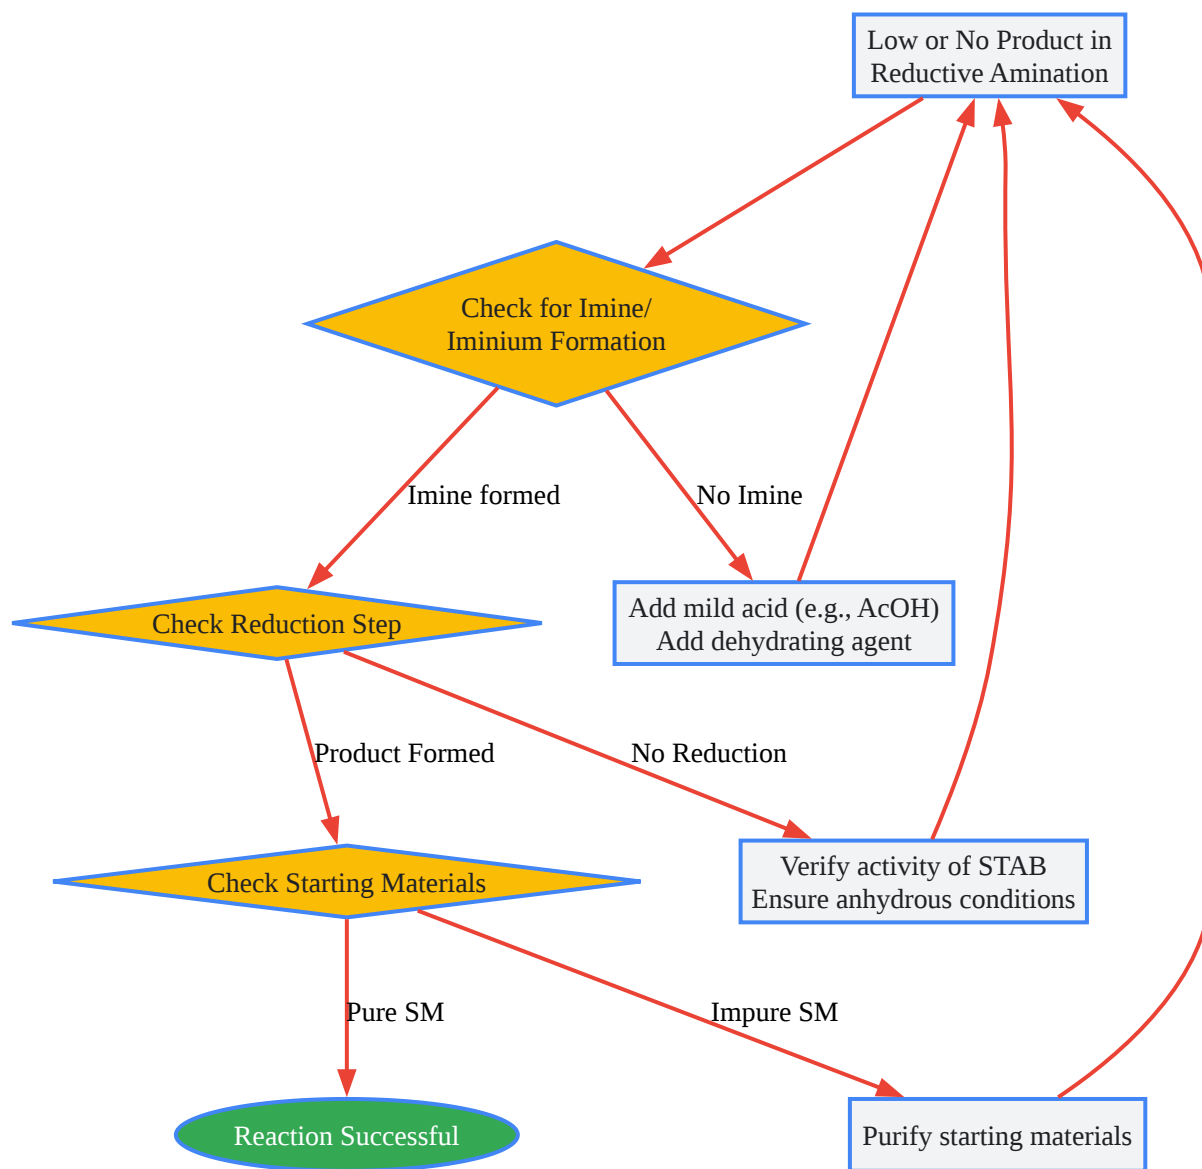 Low or No Product in
Reductive Amination
Check for Imine/
Iminium Formation
Imine formed
No Imine
Check Reduction Step
Add mild acid (e.g., AcOH)
Add dehydrating agent
Product Formed
No Reduction
Check Starting Materials
Verify activity of STAB
Ensure anhydrous conditions
Pure SM
Impure SM
Reaction Successful
Purify starting materials